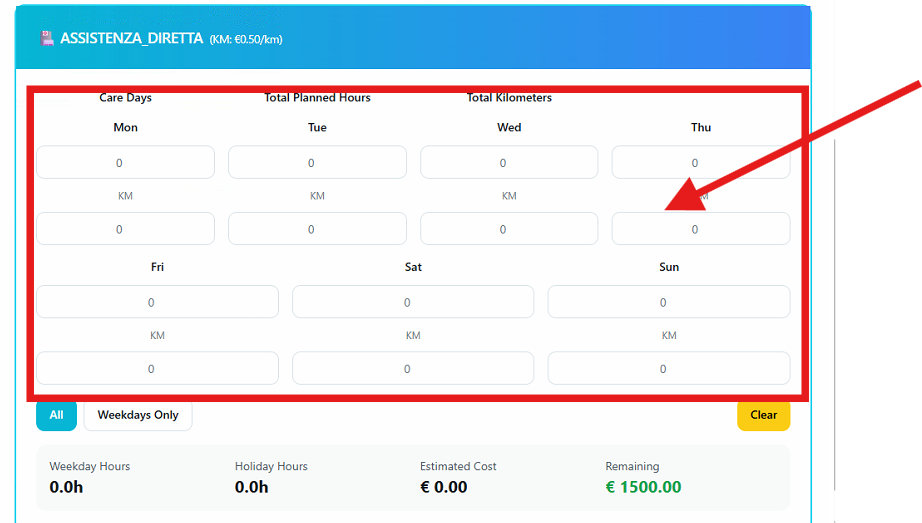 ASSISTENZA_DIRETTA (KM: €0.50/km)
Care Days Total Planned Hours Total Kilometers
Mon Tue Wed Thu
0 0 0 0
KM KM KM M
0 0 0 0
Fri Sat Sun
0 0 0
KM KM KM
0 0 0
All Weekdays Only Clear
Weekday Hours Holiday Hours Estimated Cost Remaining
0.0h 0.0h € 0.00 € 1500.00